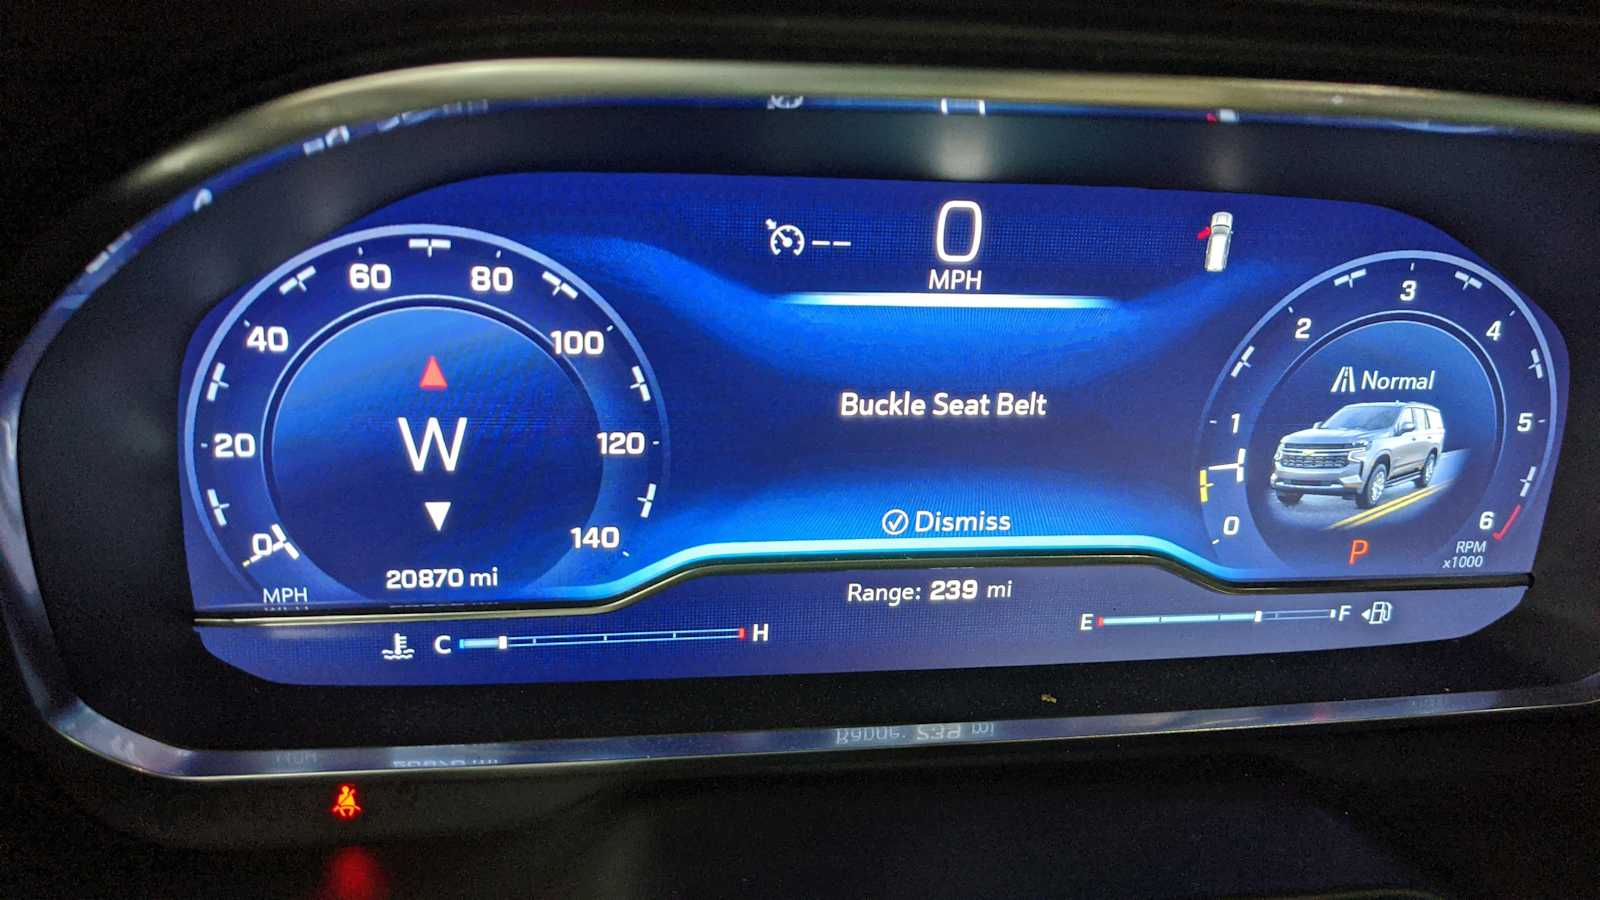 0
MPH
--
0
20
40
60
80
100
120
140
MPH
W
20870 mi
Buckle Seat Belt
Dismiss
0
1
2
3
4
5
6
RPM
x1000
Normal
P
Range: 239 mi
C
H
E
F